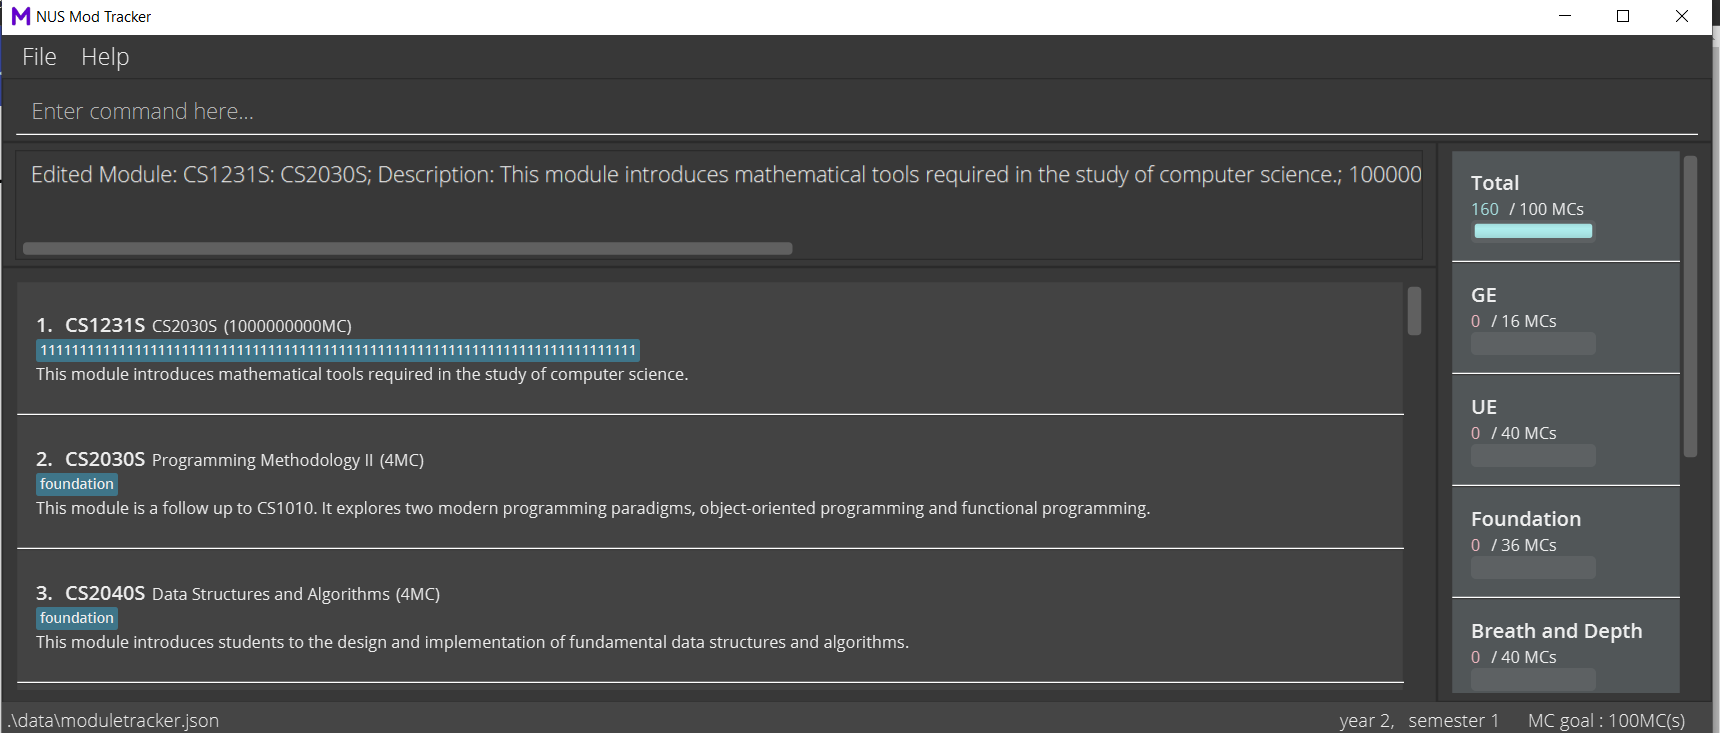 NUS Mod Tracker
File Help
Enter command here...
Edited Module: CS1231S: CS2030S; Description: This module introduces mathematical tools required in the study of computer science.; 100000
1. CS1231S CS2030S (1000000000MC)
This module introduces mathematical tools required in the study of computer science.
2. CS2030S Programming Methodology II (4MC)
foundation
This module is a follow up to CS1010. It explores two modern programming paradigms, object-oriented programming and functional programming.
3. CS2040S Data Structures and Algorithms (4MC)
foundation
This module introduces students to the design and implementation of fundamental data structures and algorithms.
Total
160 / 100 MCs
GE
0 / 16 MCs
UE
0 / 40 MCs
Foundation
0 / 36 MCs
Breath and Depth
0 / 40 MCs
.\data\moduletracker.json
year 2, semester 1 MC goal : 100MC(s)